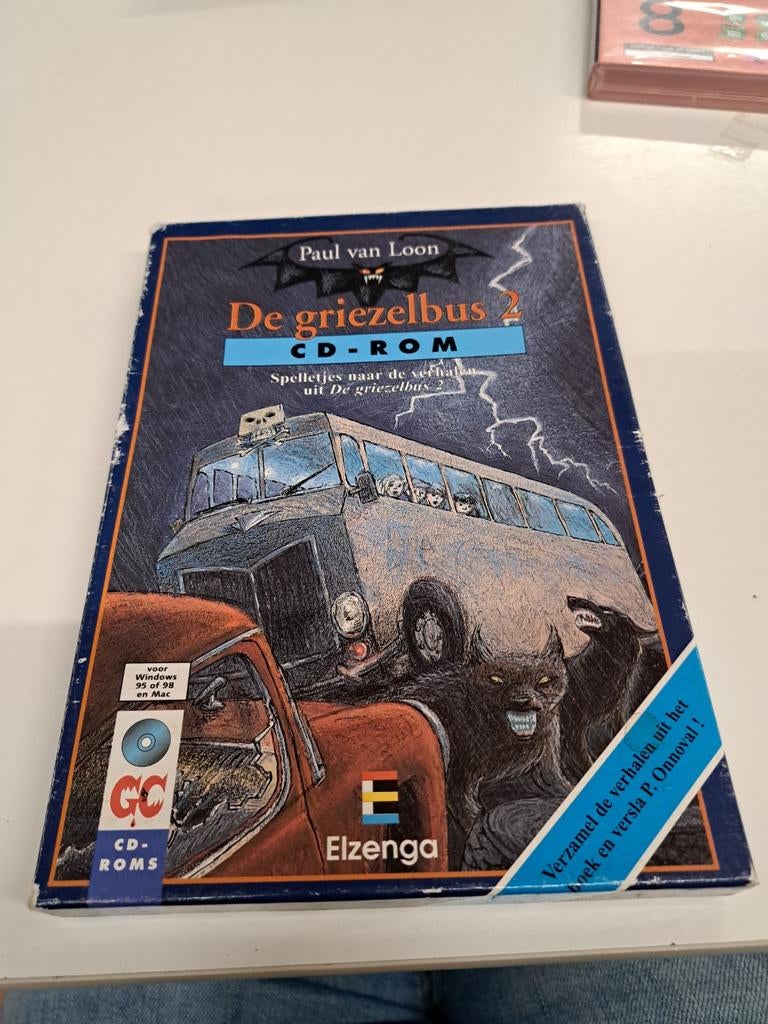 8
Paul van Loon
De griezelbus 2
CD-ROM
Spelletjes naar de verhalen
uit De griezelbus 2
voor
Windows
95 of 98
en Mac
GC
CD-
ROMS
Elzenga
Verzamel de verhalen uit het
boek en versla P. Onnoval!